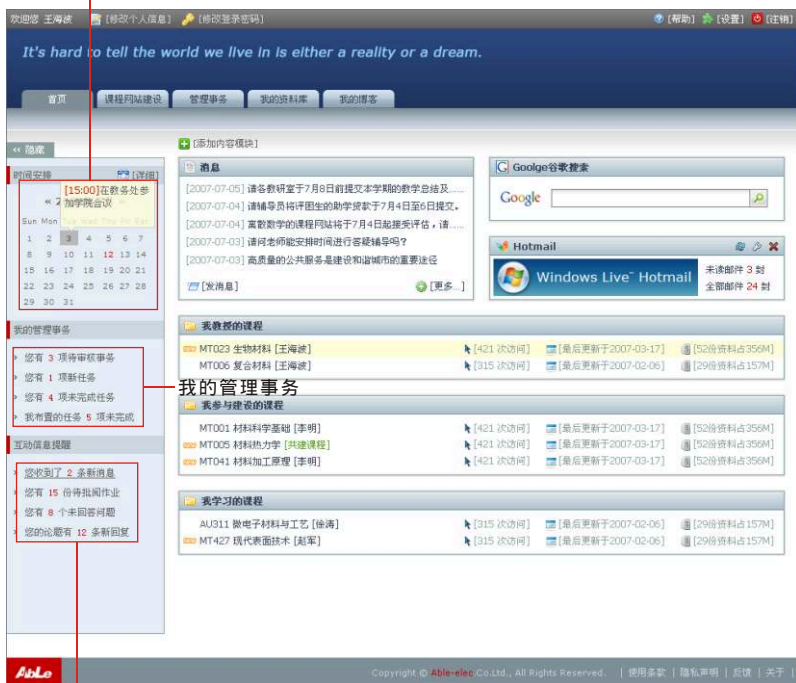 欢迎您 王海波 [修改个人信息] [修改登录密码] [帮助] [设置] [注销]
It's hard to tell the world we live in is either a reality or a dream.
首页 课程网站建设 管理事务 我的资料库 我的博客
<< 隐藏
[添加内容模块]
时间安排 [详细]
[15:00]在教务处参
加学院会议
« 2
Sun Mon
1 2 3 4 5 6 7
8 9 10 11 12 13 14
15 16 17 18 19 20 21
22 23 24 25 26 27 28
29 30 31
我的管理事务
您有 3 项待审核事务
您有 1 项新任务
您有 4 项未完成任务
我布置的任务 5 项未完成
我的管理事务
互动信息提醒
您收到了 2 条新消息
您有 15 份待批阅作业
您有 8 个未回答问题
您的论题有 12 条新回复
消息
[2007-07-05] 请各教研室于7月8日前提交本学期的教学总结及......
[2007-07-04] 请辅导员将评困生的助学贷款于7月4日至6日提交。
[2007-07-04] 离散数学的课程网站将于7月4日起接受评估，请......
[2007-07-03] 请问老师能安排时间进行答疑辅导吗？
[2007-07-03] 高质量的公共服务是建设和谐城市的重要途径
[发消息] [更多...]
Goolge谷歌搜索
Google
Hotmail
Windows Live™ Hotmail
未读邮件 3 封
全部邮件 24 封
我教授的课程
MT023 生物材料 [王海波] [421 次访问] [最后更新于2007-03-17] [52份资料占356M]
MT006 复合材料 [王海波] [315 次访问] [最后更新于2007-02-06] [29份资料占157M]
我参与建设的课程
MT001 材料科学基础 [李明] [421 次访问] [最后更新于2007-03-17] [52份资料占356M]
MT005 材料热力学 [共建课程] [421 次访问] [最后更新于2007-03-17] [52份资料占356M]
MT041 材料加工原理 [李明] [421 次访问] [最后更新于2007-03-17] [52份资料占356M]
我学习的课程
AU311 微电子材料与工艺 [徐涛] [315 次访问] [最后更新于2007-02-06] [29份资料占157M]
MT427 现代表面技术 [赵军] [315 次访问] [最后更新于2007-02-06] [29份资料占157M]
AbLe
Copyright © Able-elec Co.Ltd., All Rights Reserved. | 使用条款 | 隐私声明 | 反馈 | 关于 |